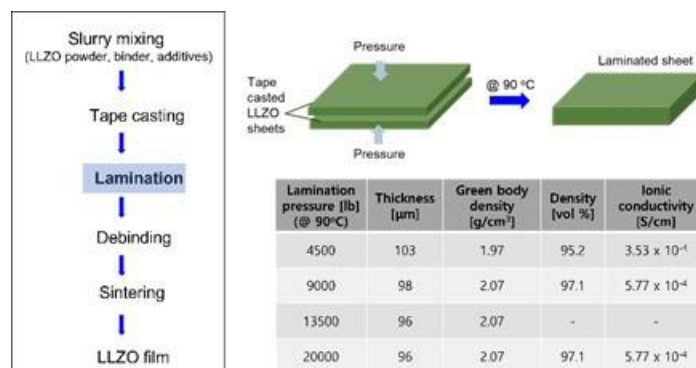 Slurry mixing
(LLZO powder, binder, additives)
Tape casting
Lamination
Debinding
Sintering
LLZO film
Pressure
Tape
casted
LLZO
sheets
Pressure
@ 90 °C
Laminated sheet
Lamination pressure [lb] (@ 90°C) Thickness [μm] Green body density [g/cm³] Density [vol %] Ionic conductivity [S/cm]
4500 103 1.97 95.2 3.53 x 10⁻⁴
9000 98 2.07 97.1 5.77 x 10⁻⁴
13500 96 2.07 - -
20000 96 2.07 97.1 5.77 x 10⁻⁴